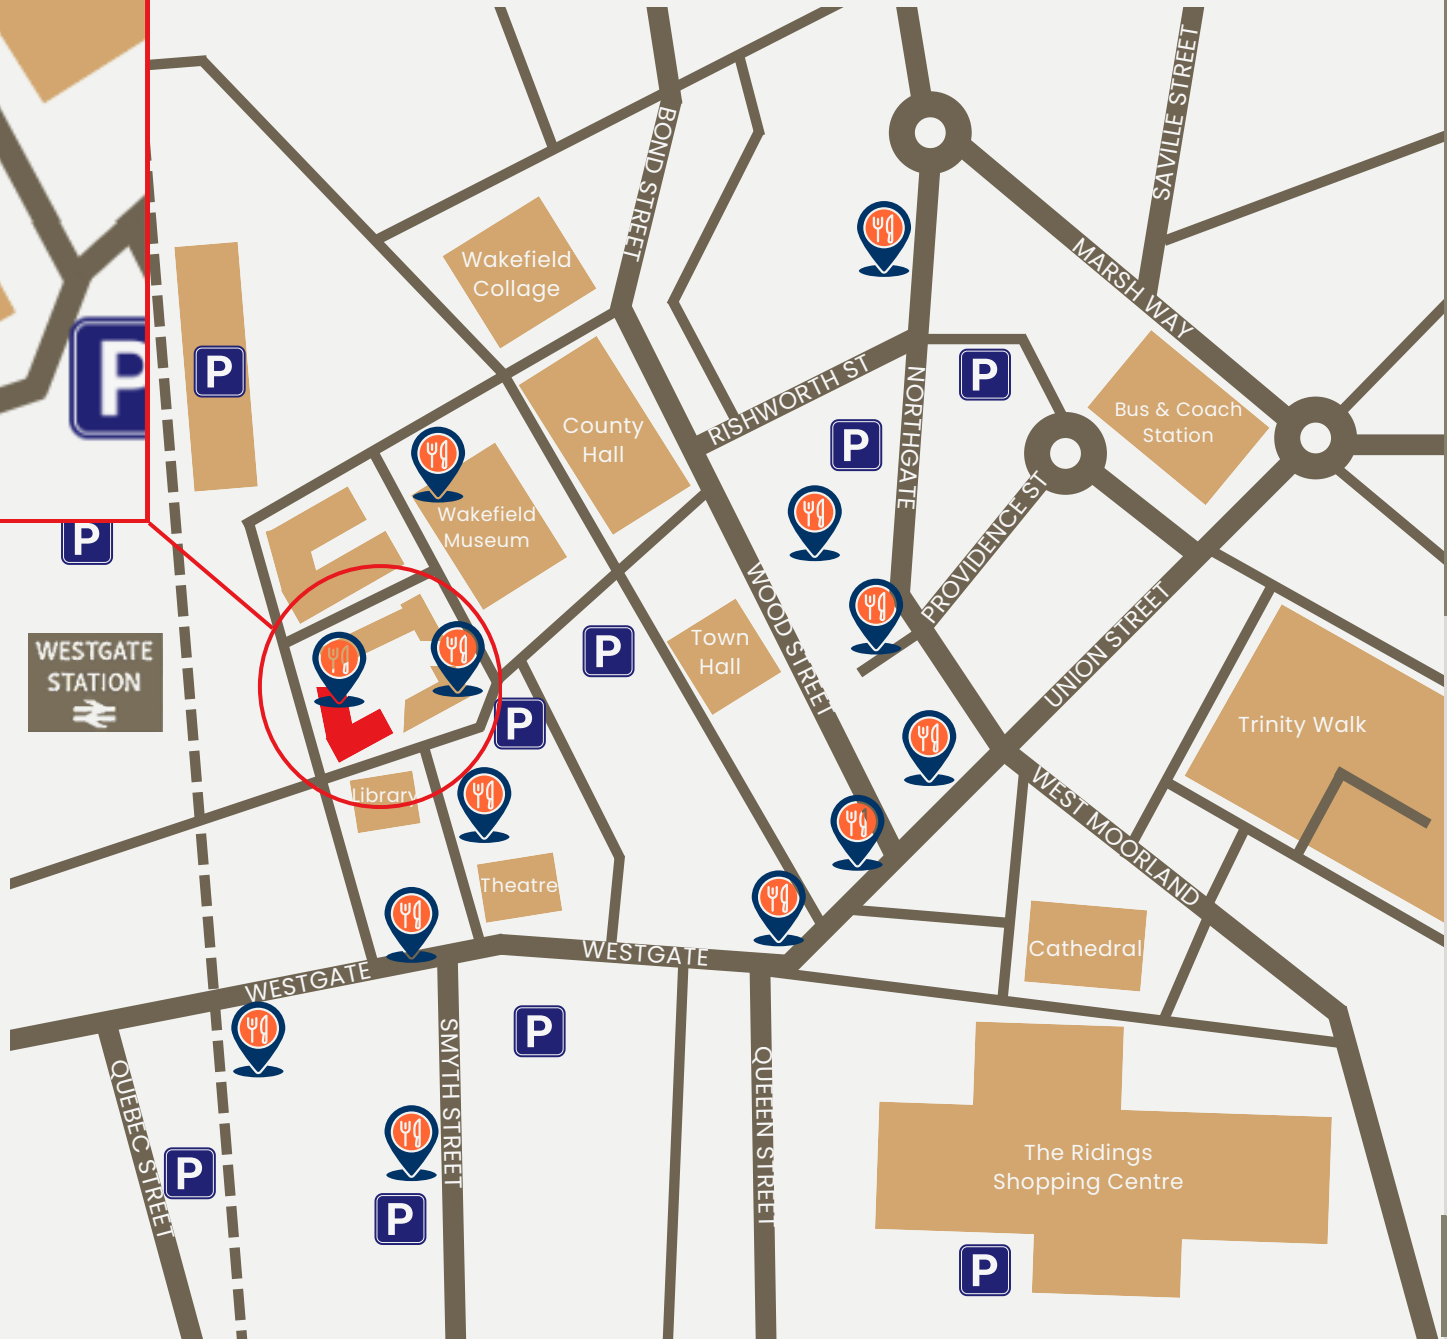 SAVILLE STREET
BOND STREET
Wakefield
Collage
MARSH WAY
P
P
RISHWORTH ST
NORTHGATE
P
P
Bus & Coach
Station
County
Hall
P
Wakefield
Museum
P
PROVIDENCE ST
WOOD STREET
UNION STREET
WESTGATE
STATION
P
Town
Hall
P
Trinity Walk
Library
WEST MOORLAND
Theatre
Cathedral
WESTGATE
WESTGATE
P
SMYTH STREET
QUEEEN STREET
QUEBEC STREET
P
P
The Ridings
Shopping Centre
P